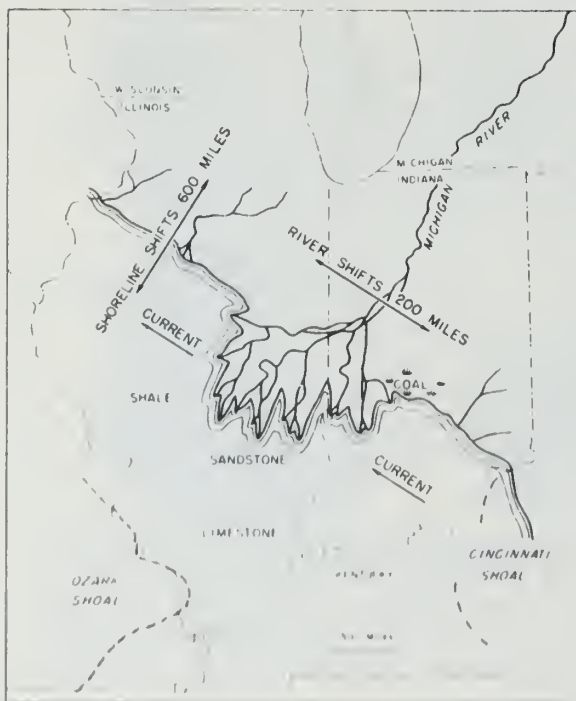 WISCONSIN
ILLINOIS
MICHIGAN
INDIANA
MICHIGAN RIVER
SHORELINE SHIFTS 600 MILES
RIVER SHIFTS 200 MILES
CURRENT
COAL
SHALE
SANDSTONE
CURRENT
LIMESTONE
CINCINNATI
SHOAL
OZARK
SHOAL